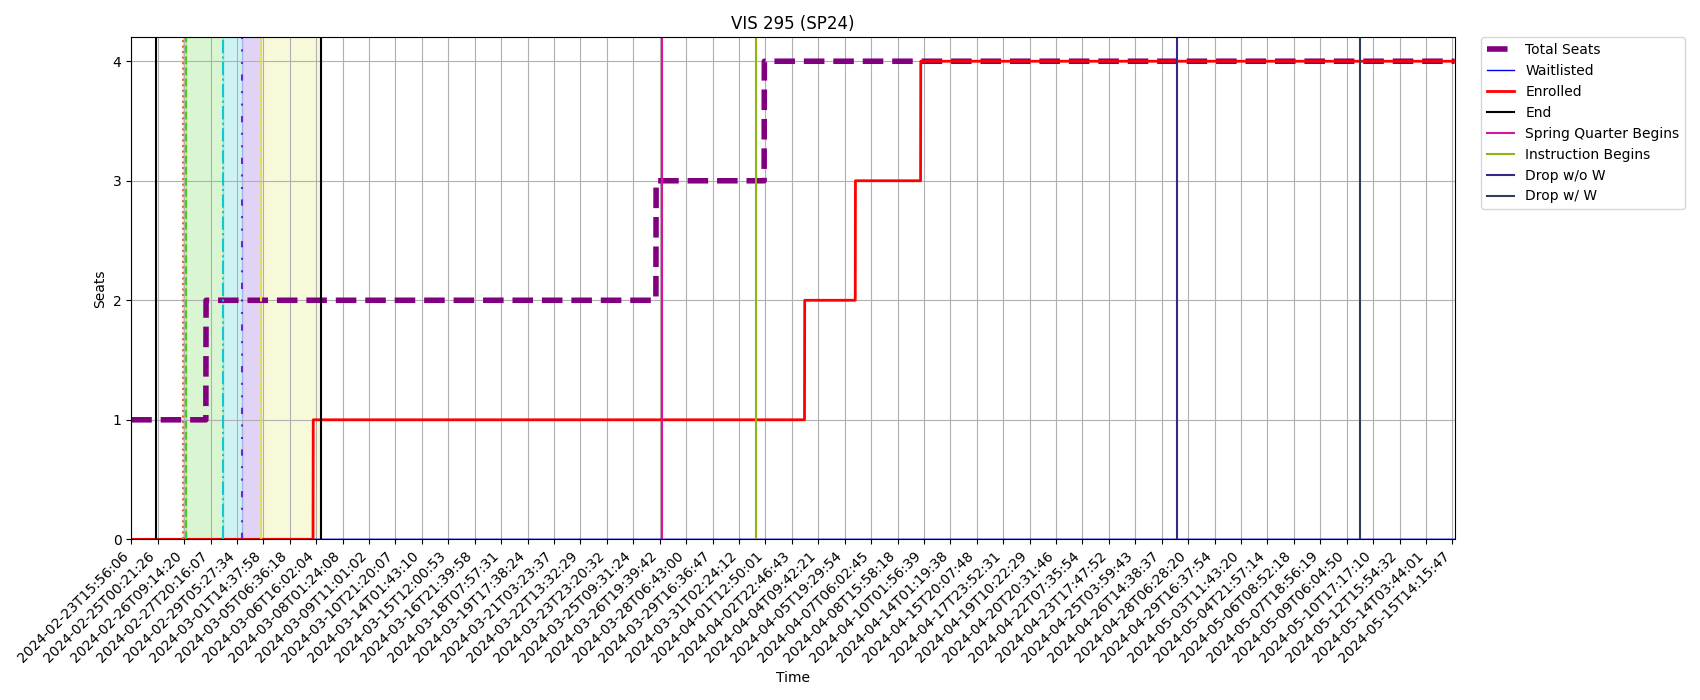 VIS 295 (SP24)
Seats
4
3
2
1
0
2024-02-23T15:56:06
2024-02-25T00:21:26
2024-02-26T09:14:20
2024-02-27T20:16:07
2024-02-29T05:27:34
2024-03-01T14:37:58
2024-03-05T06:36:18
2024-03-06T16:02:04
2024-03-08T01:24:08
2024-03-09T11:01:02
2024-03-10T21:20:07
2024-03-14T01:43:10
2024-03-15T12:00:53
2024-03-16T21:39:58
2024-03-18T07:57:31
2024-03-19T17:38:24
2024-03-21T03:23:37
2024-03-22T13:32:29
2024-03-23T23:20:32
2024-03-25T09:31:24
2024-03-26T19:39:42
2024-03-28T06:43:00
2024-03-29T16:36:47
2024-03-31T02:24:12
2024-04-01T12:50:01
2024-04-02T22:46:43
2024-04-04T09:42:21
2024-04-05T19:29:54
2024-04-07T06:02:45
2024-04-08T15:58:18
2024-04-10T01:56:39
2024-04-14T10:19:38
2024-04-15T20:07:48
2024-04-17T23:52:31
2024-04-19T10:22:29
2024-04-20T20:31:46
2024-04-22T07:35:54
2024-04-23T17:47:52
2024-04-25T03:59:43
2024-04-26T14:38:37
2024-04-28T06:28:20
2024-04-29T16:37:54
2024-05-03T11:43:20
2024-05-04T21:57:14
2024-05-06T08:52:18
2024-05-07T18:56:19
2024-05-09T06:04:50
2024-05-10T17:17:10
2024-05-12T15:54:32
2024-05-14T03:44:01
2024-05-15T14:15:47
Time
Total Seats
Waitlisted
Enrolled
End
Spring Quarter Begins
Instruction Begins
Drop w/o W
Drop w/ W